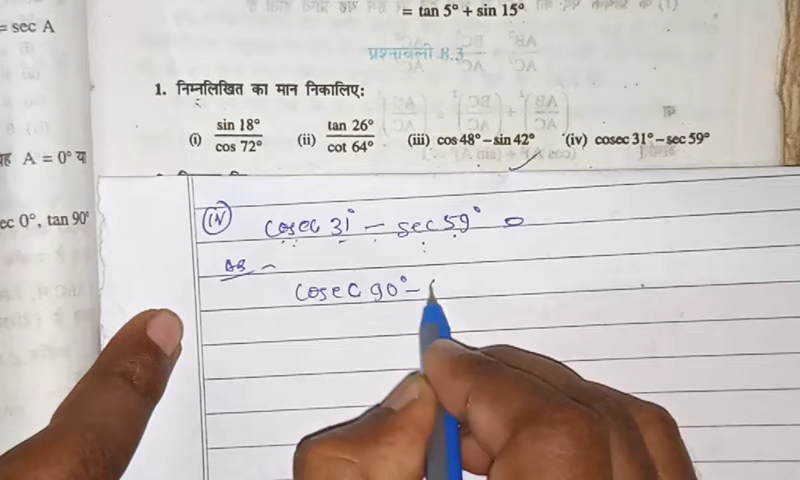 = tan 5° + sin 15°
= sec A
प्रश्नावली 8.3
1. निम्नलिखित का मान निकालिए:
(i) sin 18° / cos 72° (ii) tan 26° / cot 64° (iii) cos 48° – sin 42° (iv) cosec 31° – sec 59°
A = 0° य
ec 0°, tan 90°
(iv) cosec 31° – sec 59°
cosec 90° –